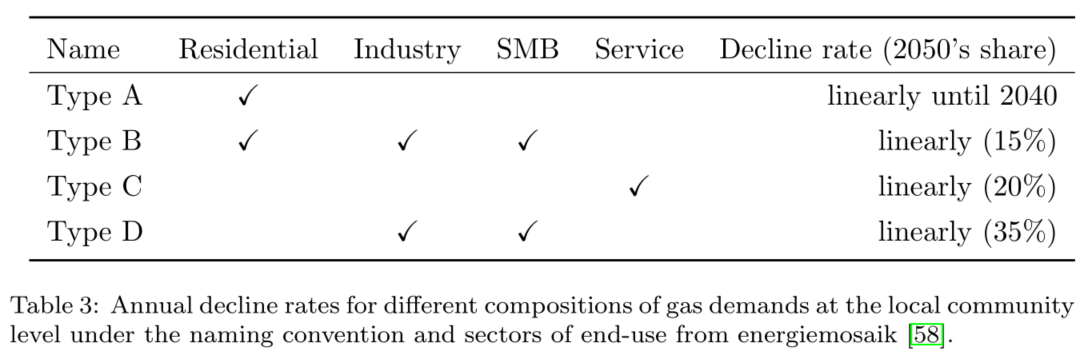 Name Residential Industry SMB Service Decline rate (2050's share)
Type A ✓ linearly until 2040
Type B ✓ ✓ ✓ linearly (15%)
Type C ✓ linearly (20%)
Type D ✓ ✓ linearly (35%)
Table 3: Annual decline rates for different compositions of gas demands at the local community
level under the naming convention and sectors of end-use from energiemosaik [58].